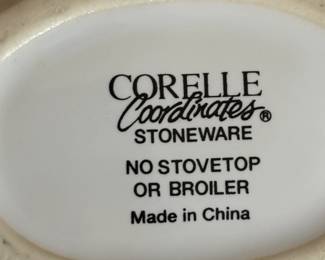 CORELLE
Coordinates®
STONEWARE
NO STOVETOP
OR BROILER
Made in China